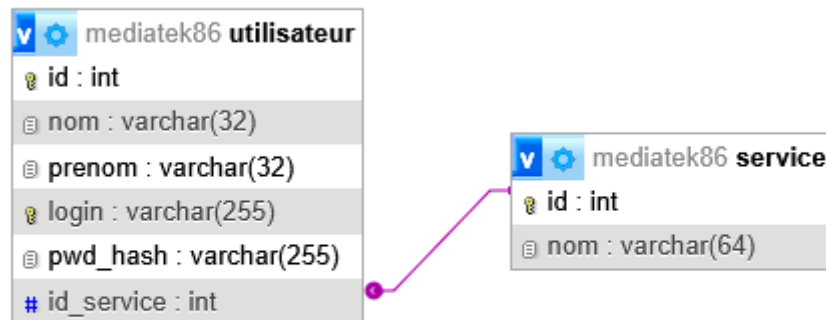 v mediatek86 utilisateur
id : int
nom : varchar(32)
prenom : varchar(32)
login : varchar(255)
pwd_hash : varchar(255)
# id_service : int
v mediatek86 service
id : int
nom : varchar(64)